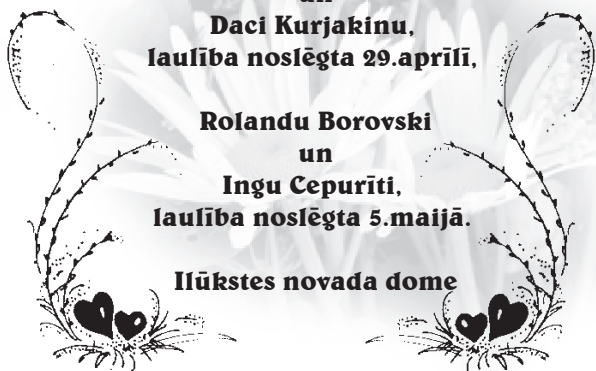 un
Daci Kurjakinu,
laulība noslēgta 29.aprīlī,
Rolandu Borovski
un
Ingu Cepurīti,
laulība noslēgta 5.maijā.
Ilūkstes novada dome